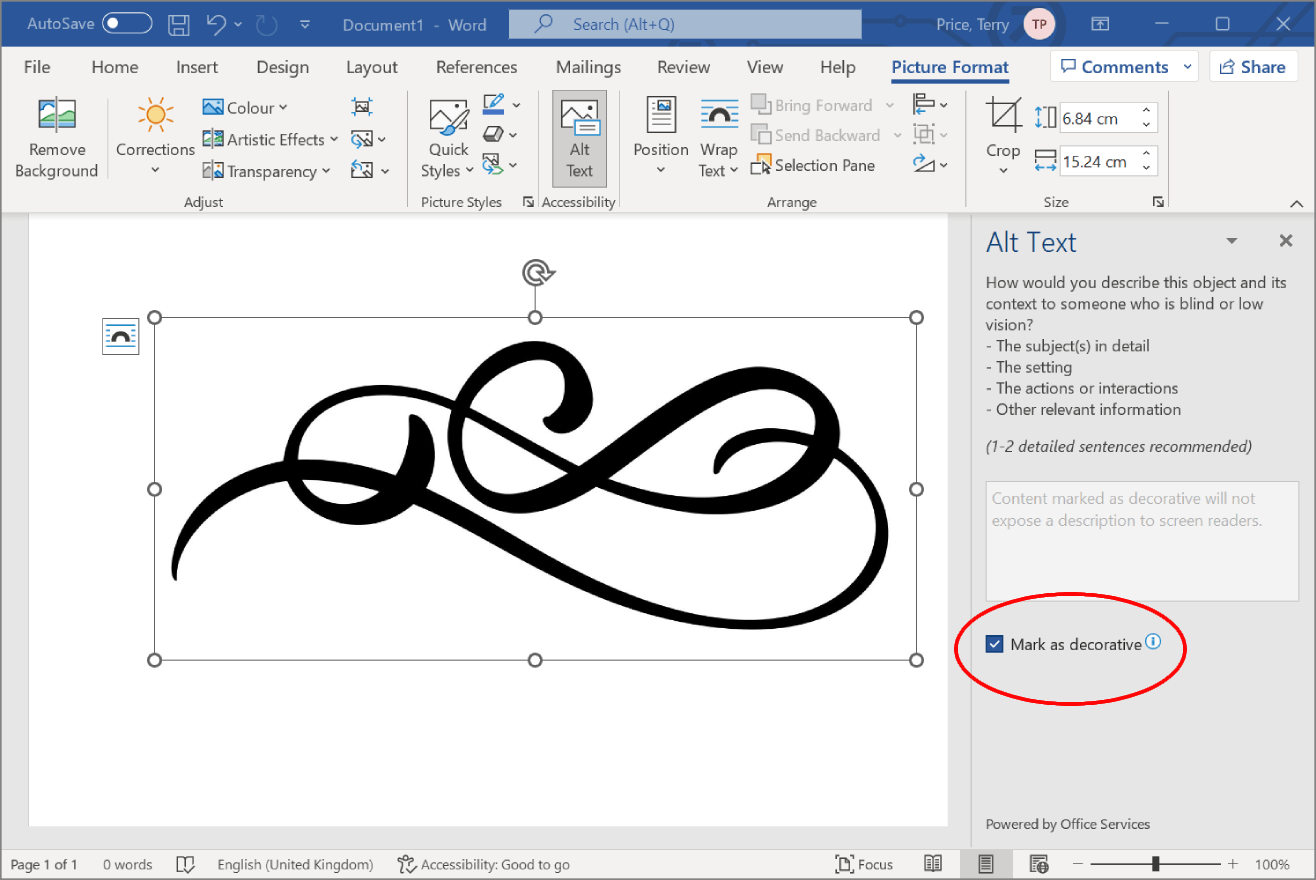 AutoSave
Document1 - Word
Search (Alt+Q)
Price, Terry
TP
File
Home
Insert
Design
Layout
References
Mailings
Review
View
Help
Picture Format
Comments
Share
Remove
Background
Corrections
Colour
Artistic Effects
Transparency
Adjust
Quick
Styles
Picture Styles
Alt
Text
Accessibility
Position
Wrap
Text
Bring Forward
Send Backward
Selection Pane
Arrange
Crop
6.84 cm
15.24 cm
Size
Alt Text
How would you describe this object and its
context to someone who is blind or low
vision?
- The subject(s) in detail
- The setting
- The actions or interactions
- Other relevant information
(1-2 detailed sentences recommended)
Content marked as decorative will not
expose a description to screen readers.
Mark as decorative
Powered by Office Services
Page 1 of 1
0 words
English (United Kingdom)
Accessibility: Good to go
Focus
100%